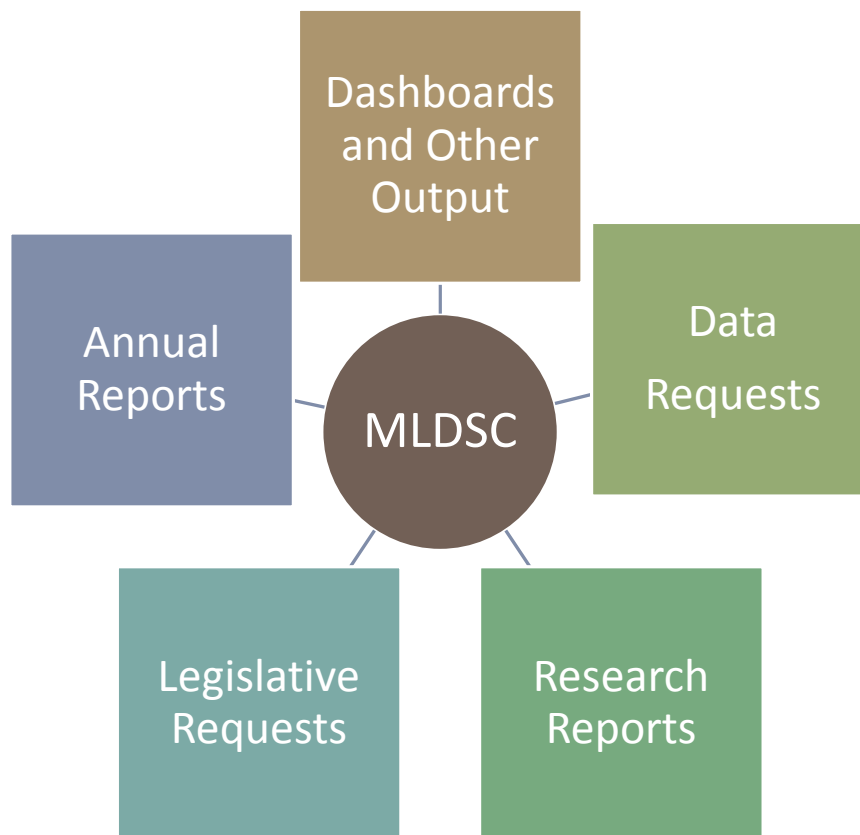 Dashboards
and Other
Output
Data
Requests
Annual
Reports
MLDSC
Legislative
Requests
Research
Reports